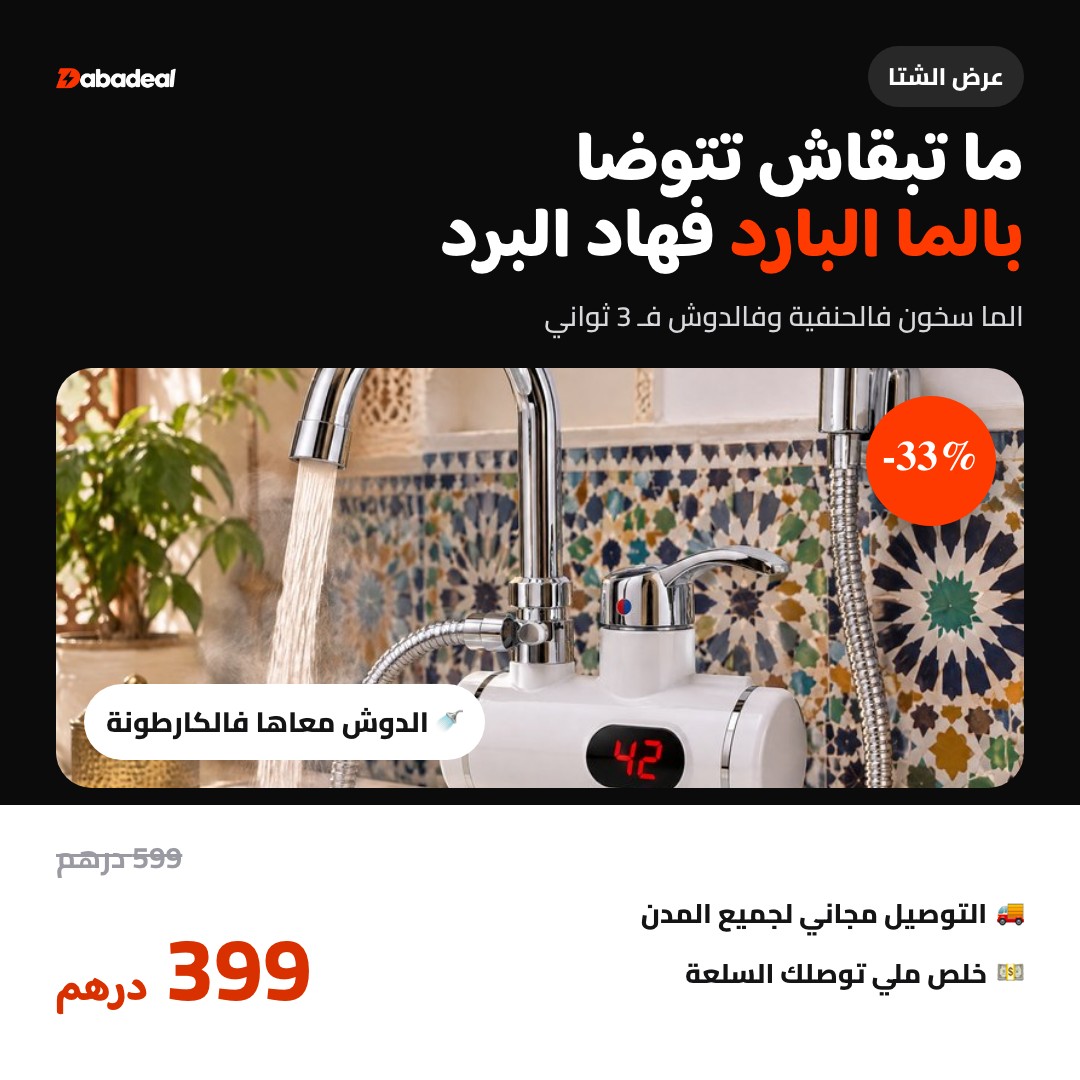 Dabadeal
عرض الشتا
ما تبقاش تتوضا
بالما البارد فهاد البرد
الما سخون فالحنفية وفالدوش فـ 3 ثواني
-33%
🚿 الدوش معاها فالكارطونة
42
599 درهم
399 درهم
🚚 التوصيل مجاني لجميع المدن
💵 خلص ملي توصلك السلعة